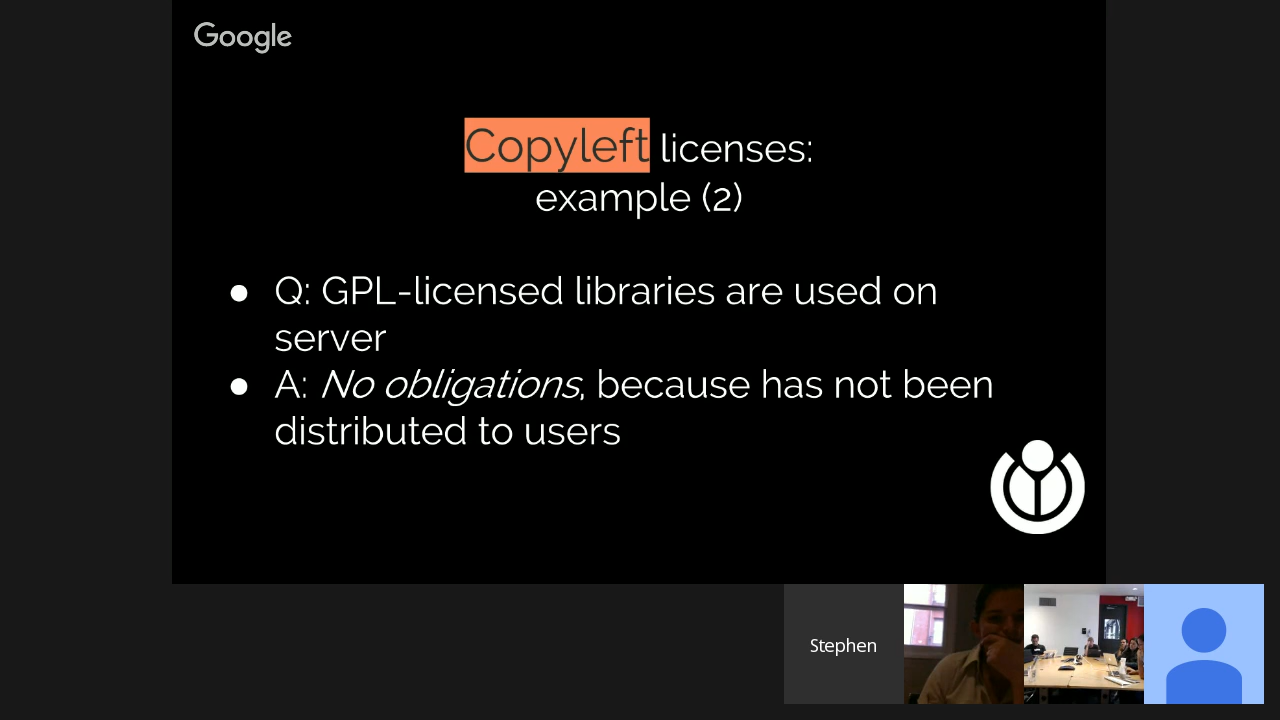 Google
Copyleft licenses:
example (2)
● Q: GPL-licensed libraries are used on
server
● A: No obligations, because has not been
distributed to users
Stephen